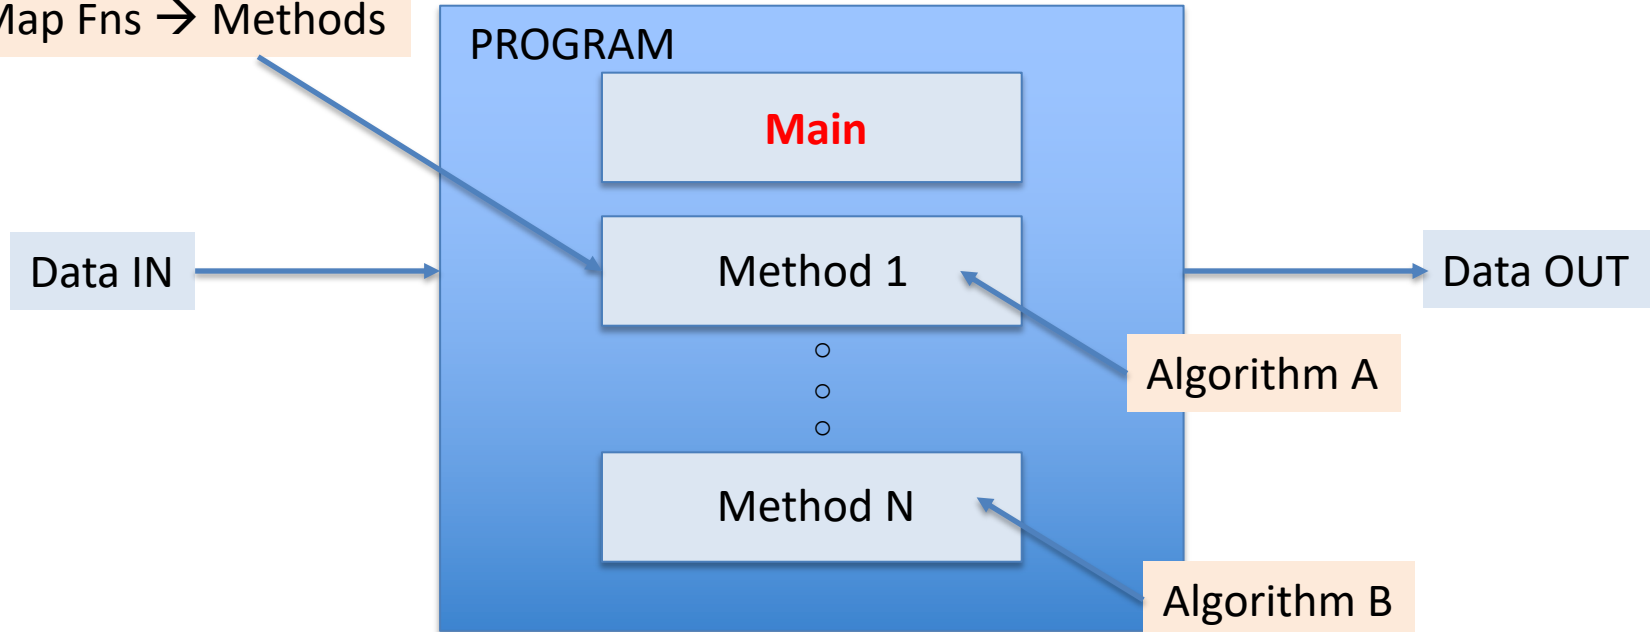 Map Fns → Methods
PROGRAM
Main
Data IN
Method 1
Data OUT
Algorithm A
Method N
Algorithm B